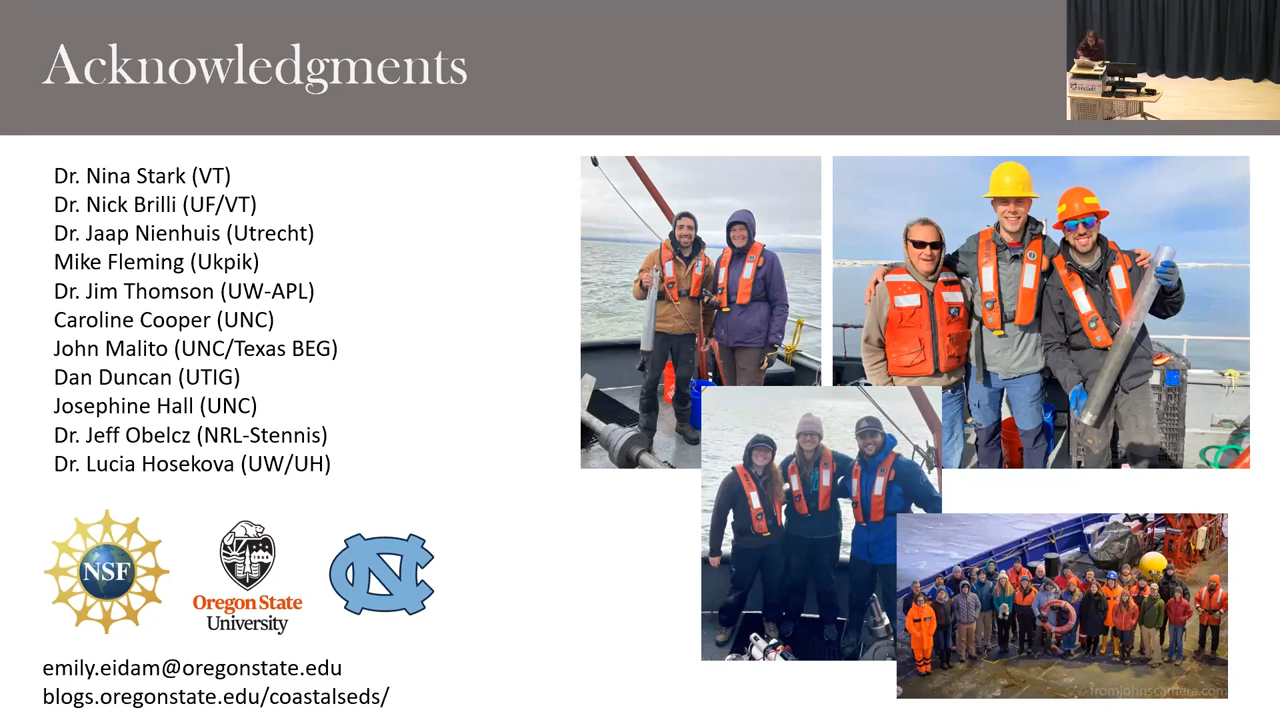 Acknowledgments
Dr. Nina Stark (VT)
Dr. Nick Brilli (UF/VT)
Dr. Jaap Nienhuis (Utrecht)
Mike Fleming (Ukpik)
Dr. Jim Thomson (UW-APL)
Caroline Cooper (UNC)
John Malito (UNC/Texas BEG)
Dan Duncan (UTIG)
Josephine Hall (UNC)
Dr. Jeff Obelcz (NRL-Stennis)
Dr. Lucia Hosekova (UW/UH)
NSF
Oregon State
University
NC
emily.eidam@oregonstate.edu
blogs.oregonstate.edu/coastalseds/
©fromjohnscamera.com